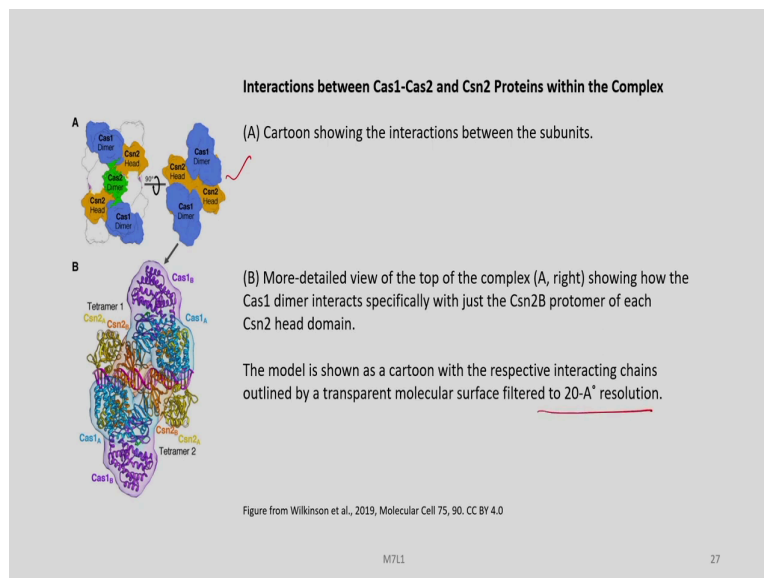 Interactions between Cas1-Cas2 and Csn2 Proteins within the Complex
A
Cas1
Dimer
Csn2
Head
Cas2
Dimer
Csn2
Head
Cas1
Dimer
90°
Cas1
Dimer
Csn2
Head
Csn2
Head
Cas1
Dimer
(A) Cartoon showing the interactions between the subunits.
B
Cas1B
Tetramer 1
Csn2A
Csn2B
Cas1A
Cas1A
Csn2B
Csn2A
Tetramer 2
Cas1B
(B) More-detailed view of the top of the complex (A, right) showing how the
Cas1 dimer interacts specifically with just the Csn2B protomer of each
Csn2 head domain.
The model is shown as a cartoon with the respective interacting chains
outlined by a transparent molecular surface filtered to 20-A° resolution.
Figure from Wilkinson et al., 2019, Molecular Cell 75, 90. CC BY 4.0
M7L1
27